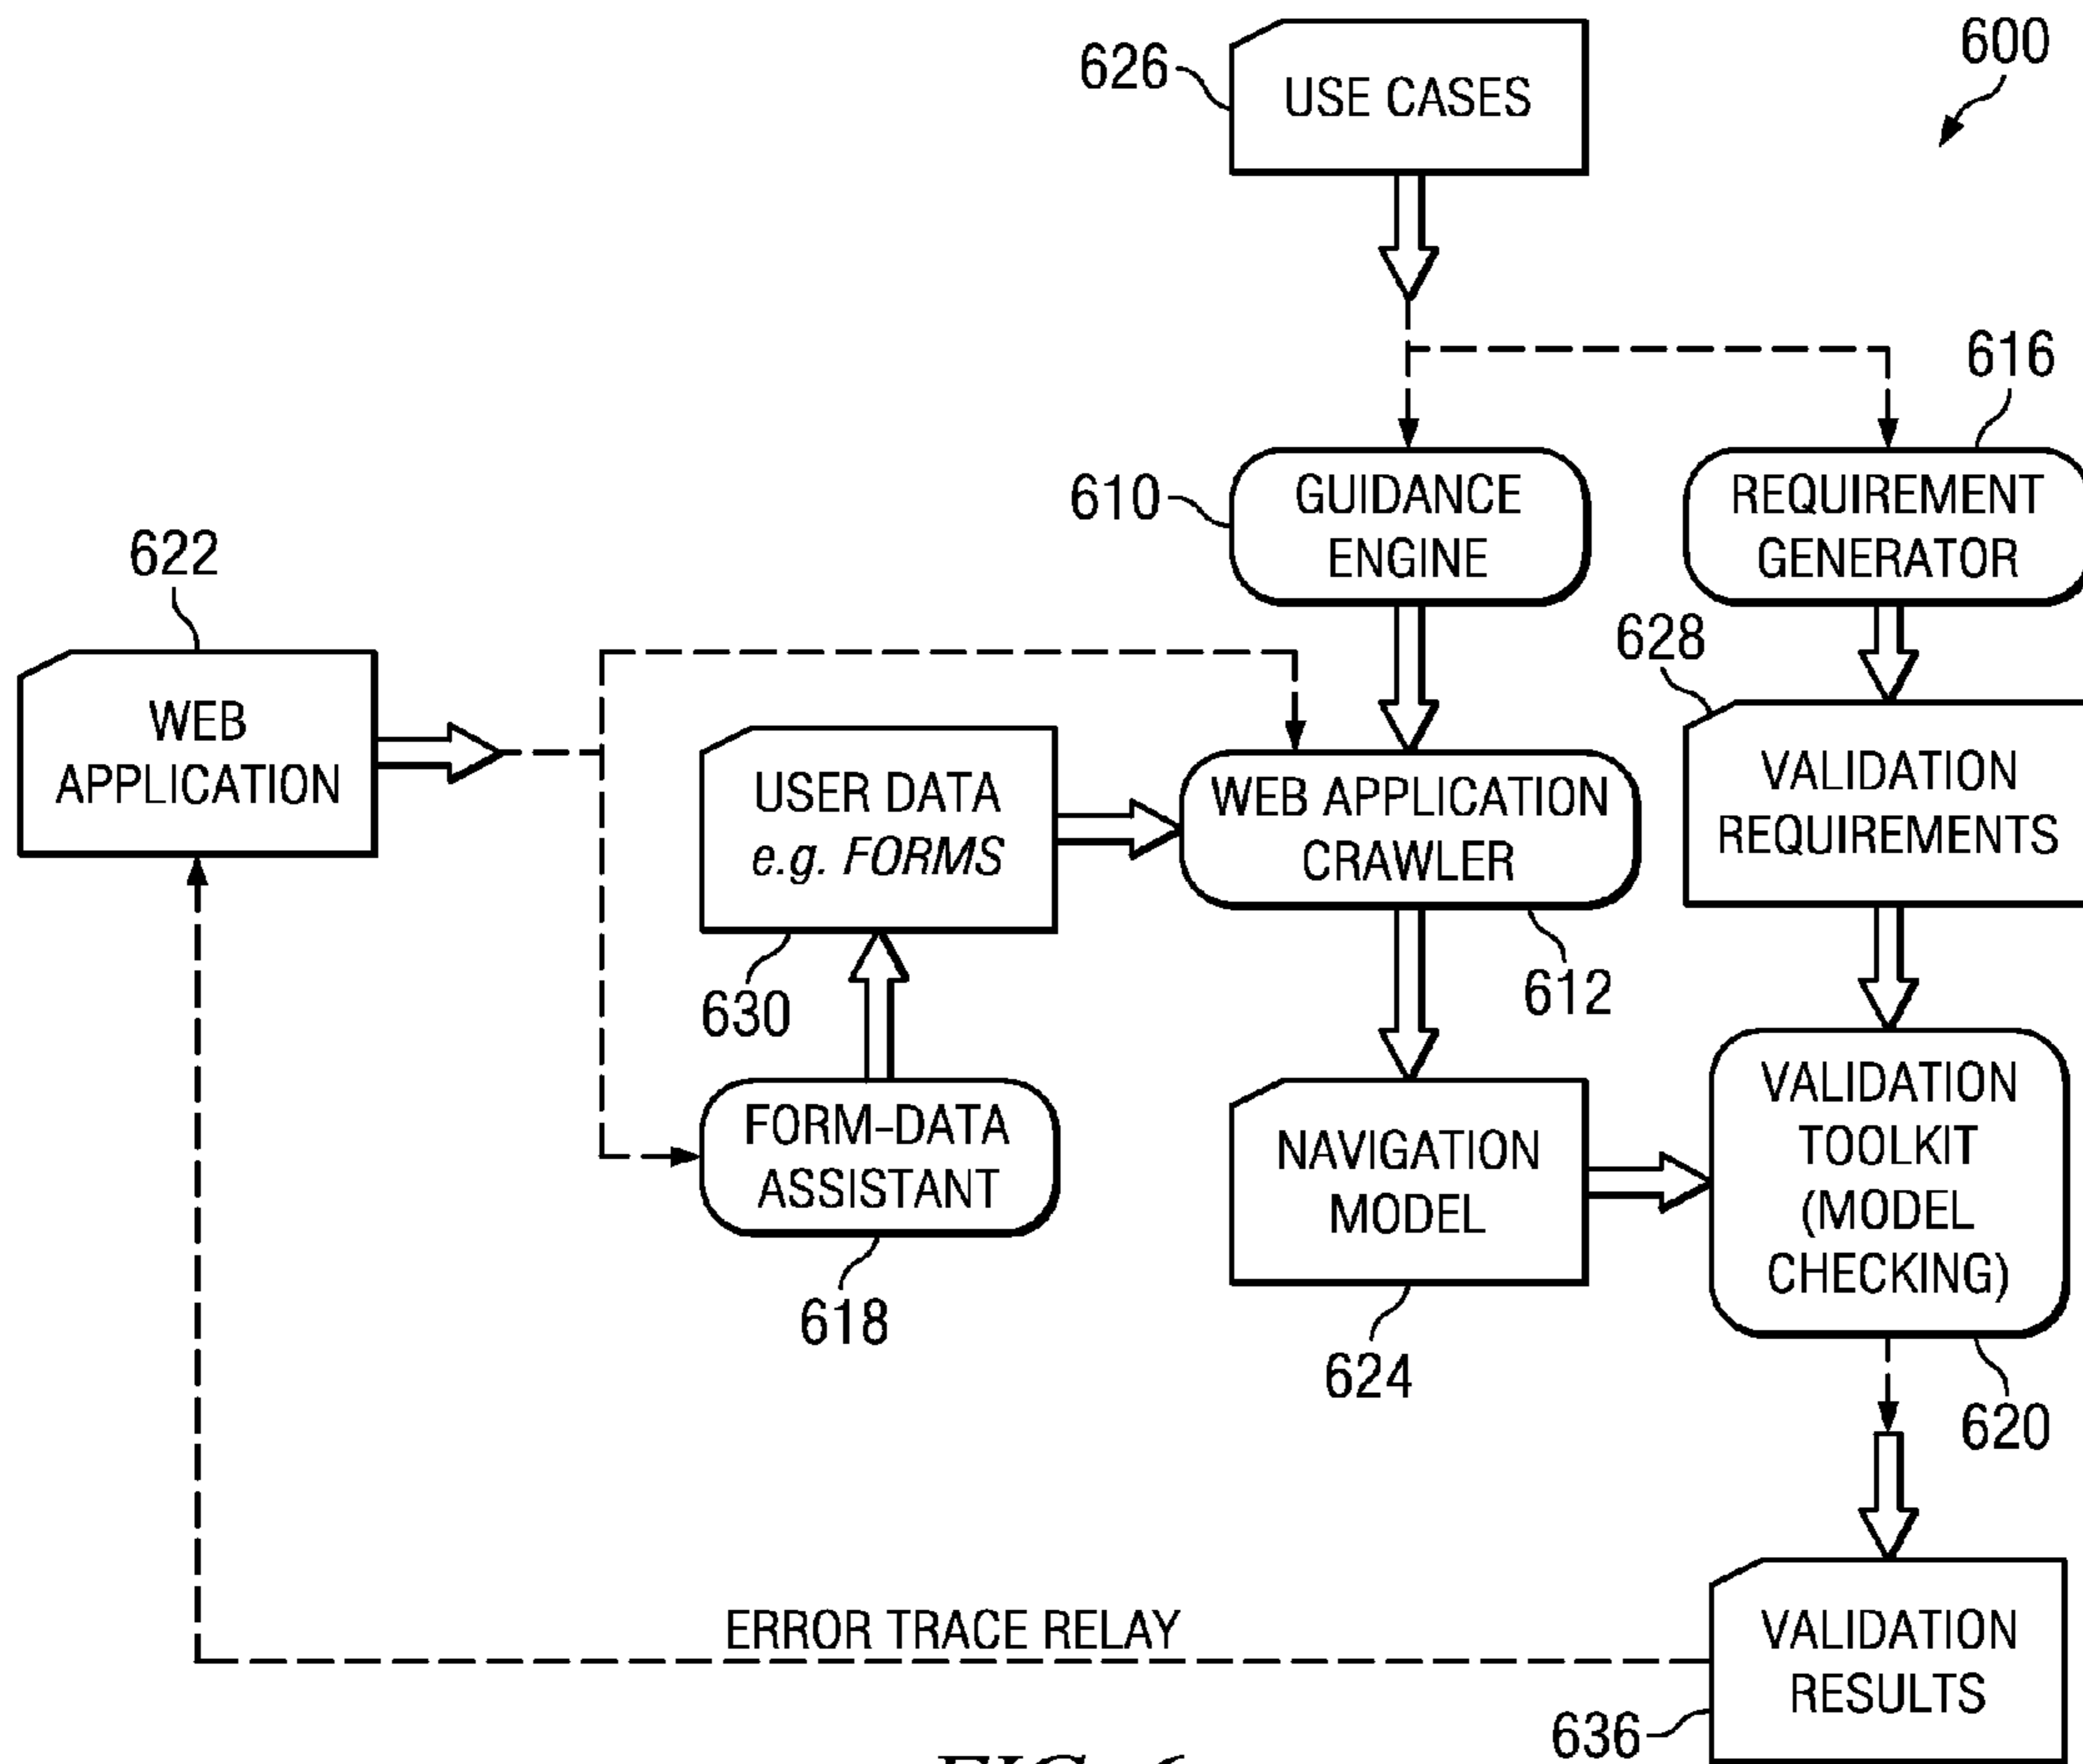 600
626
USE CASES
616
610
GUIDANCE
ENGINE
REQUIREMENT
GENERATOR
622
628
WEB
APPLICATION
USER DATA
e.g. FORMS
WEB APPLICATION
CRAWLER
VALIDATION
REQUIREMENTS
630
612
FORM-DATA
ASSISTANT
NAVIGATION
MODEL
VALIDATION
TOOLKIT
(MODEL
CHECKING)
618
624
620
ERROR TRACE RELAY
VALIDATION
RESULTS
636